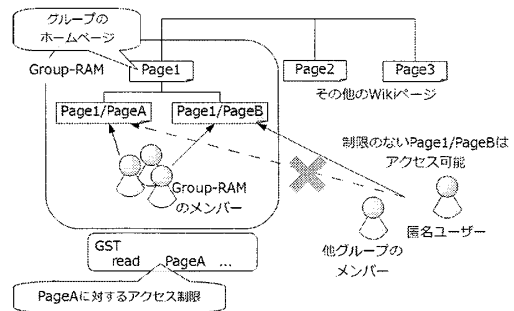 グループの
ホームページ
Group-RAM
Page1
Page2
Page3
その他のWikiページ
Page1/PageA
Page1/PageB
制限のないPage1/PageBは
アクセス可能
Group-RAM
のメンバー
匿名ユーザー
他グループの
メンバー
GST
read PageA ...
PageAに対するアクセス制限